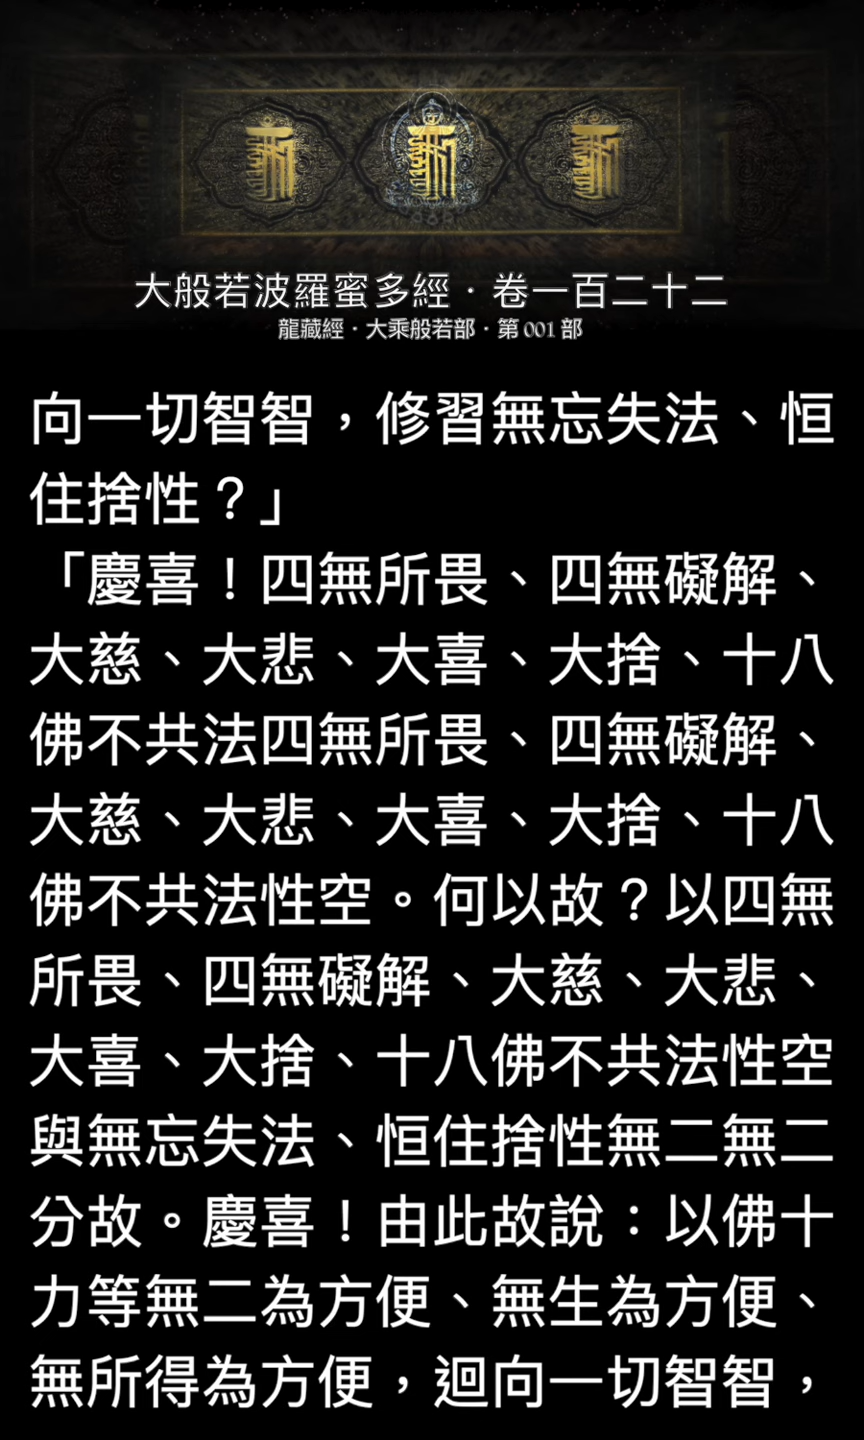 大般若波羅蜜多經．卷一百二十二
龍藏經．大乘般若部．第 001 部
向一切智智，修習無忘失法、恒
住捨性？」
「慶喜！四無所畏、四無礙解、
大慈、大悲、大喜、大捨、十八
佛不共法四無所畏、四無礙解、
大慈、大悲、大喜、大捨、十八
佛不共法性空。何以故？以四無
所畏、四無礙解、大慈、大悲、
大喜、大捨、十八佛不共法性空
與無忘失法、恒住捨性無二無二
分故。慶喜！由此故說：以佛十
力等無二為方便、無生為方便、
無所得為方便，迴向一切智智，